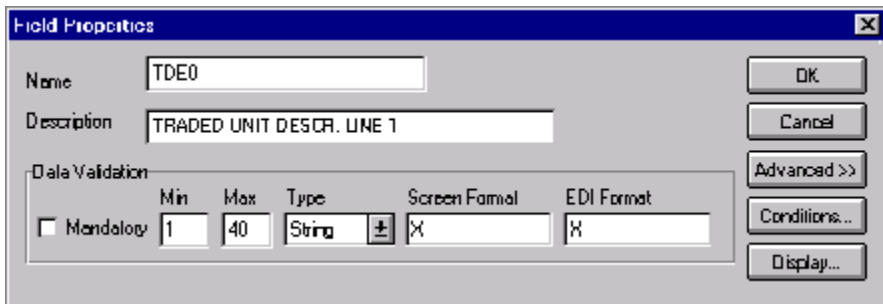 Field Properties
Name TDE0 OK
Description TRADED UNIT DESCR. LINE 1 Cancel
Data Validation Advanced >>
Min Max Type Screen Format EDI Format
Mandatory 1 40 String X X Conditions...
Display...